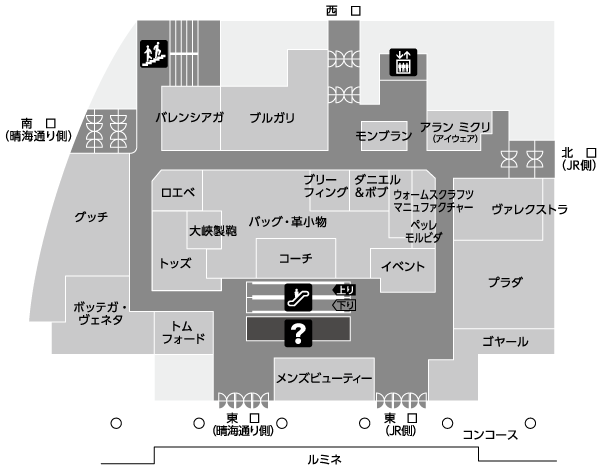 西　口
バレンシアガ
ブルガリ
モンブラン
アラン ミクリ
(アイウェア)
南　口
(晴海通り側)
北　口
(JR側)
グッチ
ロエベ
ブリー
フィング
ダニエル
&ボブ
ウォームスクラフツ
マニュファクチャー
ヴァレクストラ
大峽製鞄
バッグ・革小物
ペッレ
モルビダ
トッズ
コーチ
イベント
プラダ
上り
下り
ボッテガ・
ヴェネタ
トム
フォード
?
ゴヤール
メンズビューティー
東　口
(晴海通り側)
東　口
(JR側)
コンコース
ルミネ